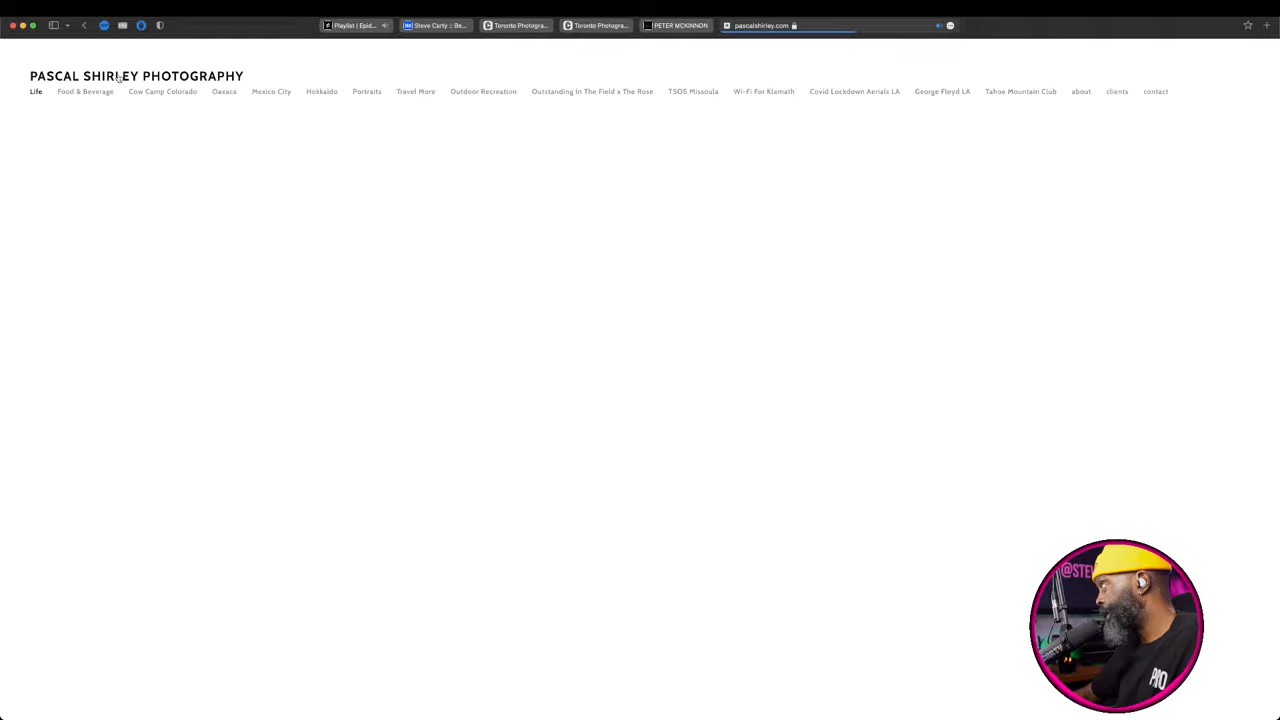 Playlist | Epid...
Steve Carty :: Be...
Toronto Photogra...
Toronto Photogra...
PETER MCKINNON
pascalshirley.com
PASCAL SHIRLEY PHOTOGRAPHY
Life Food & Beverage Cow Camp Colorado Oaxaca Mexico City Hokkaido Portraits Travel More Outdoor Recreation Outstanding In The Field x The Rose TSOS Missoula Wi-Fi For Klamath Covid Lockdown Aerials LA George Floyd LA Tahoe Mountain Club about clients contact
@STEV